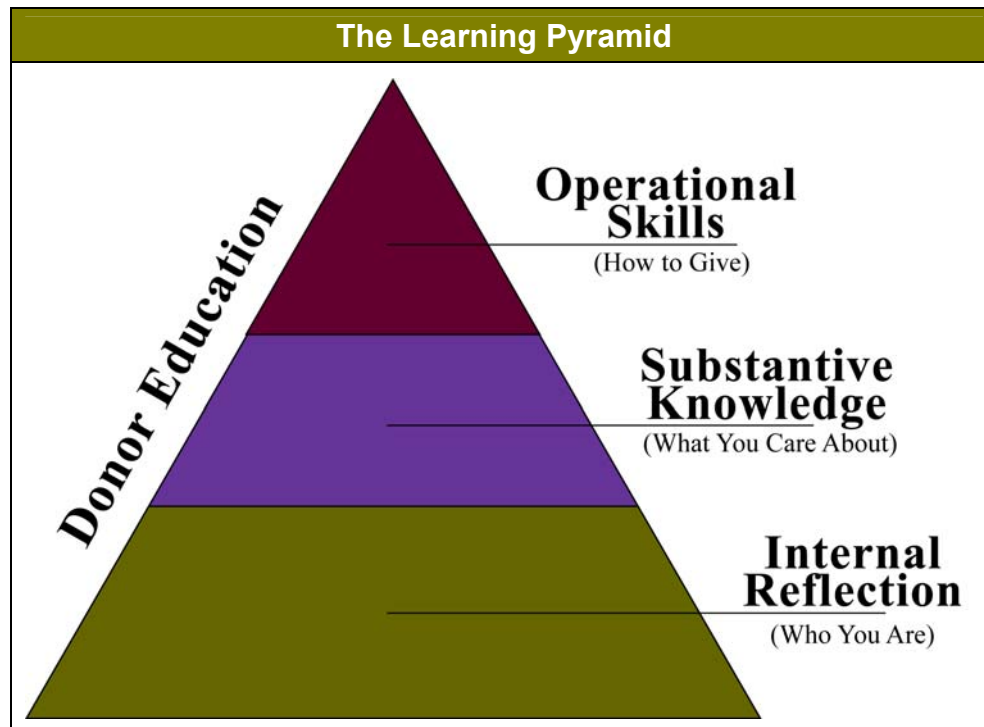 The Learning Pyramid
Donor Education
Operational
Skills
(How to Give)
Substantive
Knowledge
(What You Care About)
Internal
Reflection
(Who You Are)